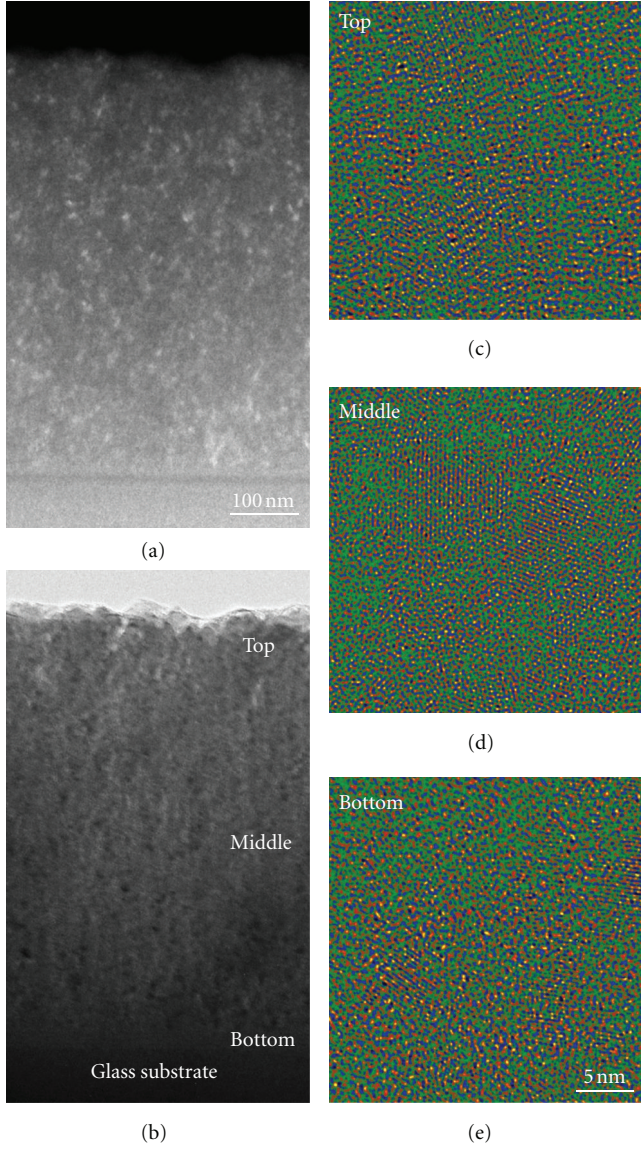 100 nm
(a)
Top
Middle
Bottom
Glass substrate
(b)
Top
(c)
Middle
(d)
Bottom
5 nm
(e)